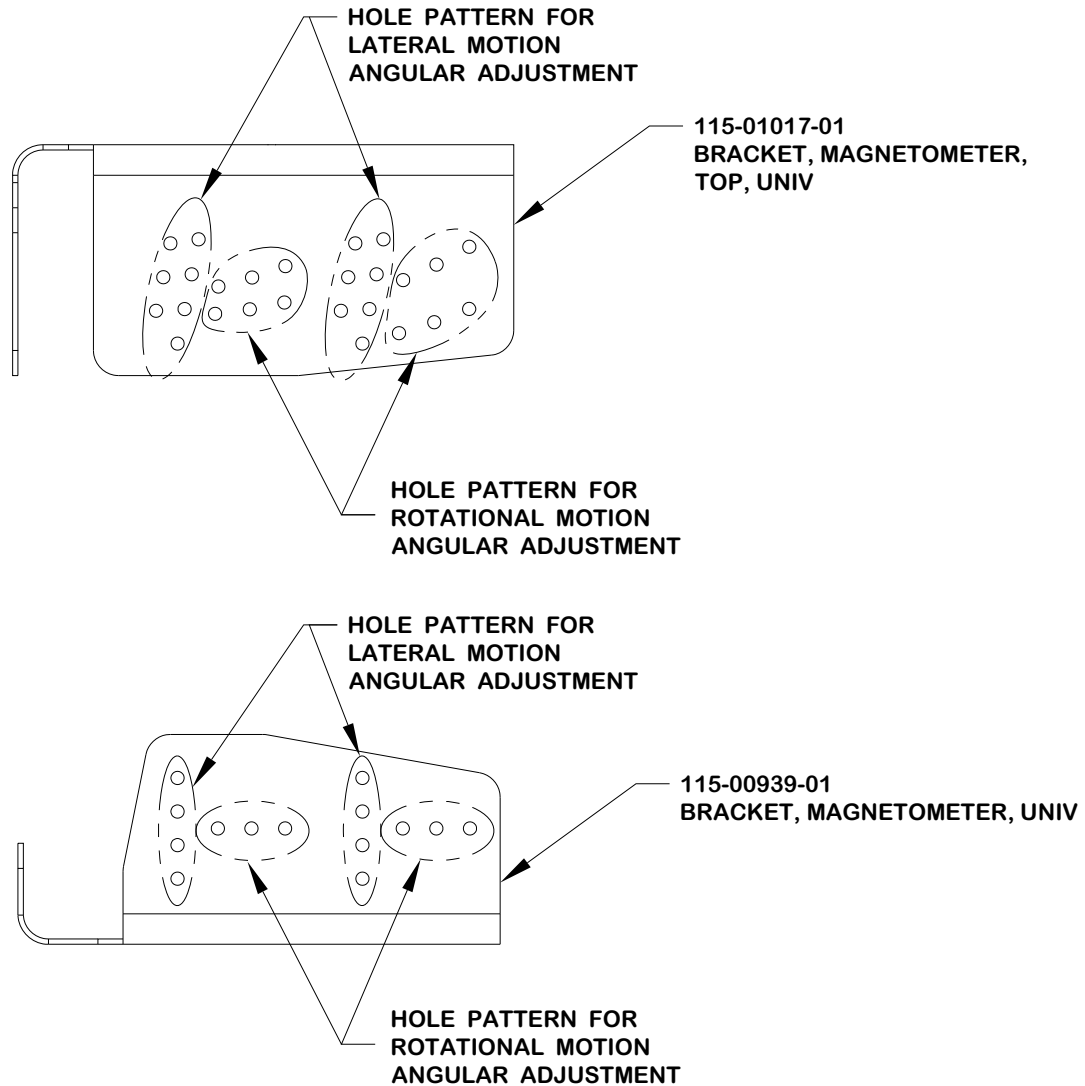 HOLE PATTERN FOR
LATERAL MOTION
ANGULAR ADJUSTMENT
115-01017-01
BRACKET, MAGNETOMETER,
TOP, UNIV
HOLE PATTERN FOR
ROTATIONAL MOTION
ANGULAR ADJUSTMENT
HOLE PATTERN FOR
LATERAL MOTION
ANGULAR ADJUSTMENT
115-00939-01
BRACKET, MAGNETOMETER, UNIV
HOLE PATTERN FOR
ROTATIONAL MOTION
ANGULAR ADJUSTMENT